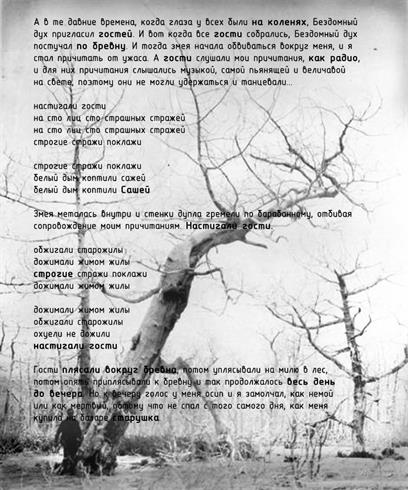 А в те давние времена, когда глаза у всех были на коленях, Бездомный
дух пригласил гостей. И вот когда все гости собрались, Бездомный дух
постучал по бревну. И тогда змея начала обвиваться вокруг меня, и я
стал причитать от ужаса. А гости слушали мои причитания, как радио,
и для них причитания слышались музыкой, самой пьянящей и величавой
на свете, поэтому они не могли удержаться и танцевали...
настигали гости
на сто лиц сто страшных стражей
на сто лиц сто страшных стражей
строгие стражи поклажи
строгие стражи поклажи
белый дым коптили сажей
белый дым коптили Сашей
Змея металась внутри и стенки дупла гремели по барабанному, отбивая
сопровождение моим причитаниям. Настигали гости.
обжигали старожилы
дожимали жимом жилы
строгие стражи поклажи
дожимали жимом жилы
дожимали жимом жилы
обжигали старожилы
охуели не дожили
настигали гости
Гости плясали вокруг бревна, потом уплясывали на милю в лес,
потом опять приплясывали к бревну и так продолжалось весь день
до вечера. Но к вечеру голос у меня осип и я замолчал, как немой
или как мертвый, потому что не спал с того самого дня, как меня
купила на базаре старушка.